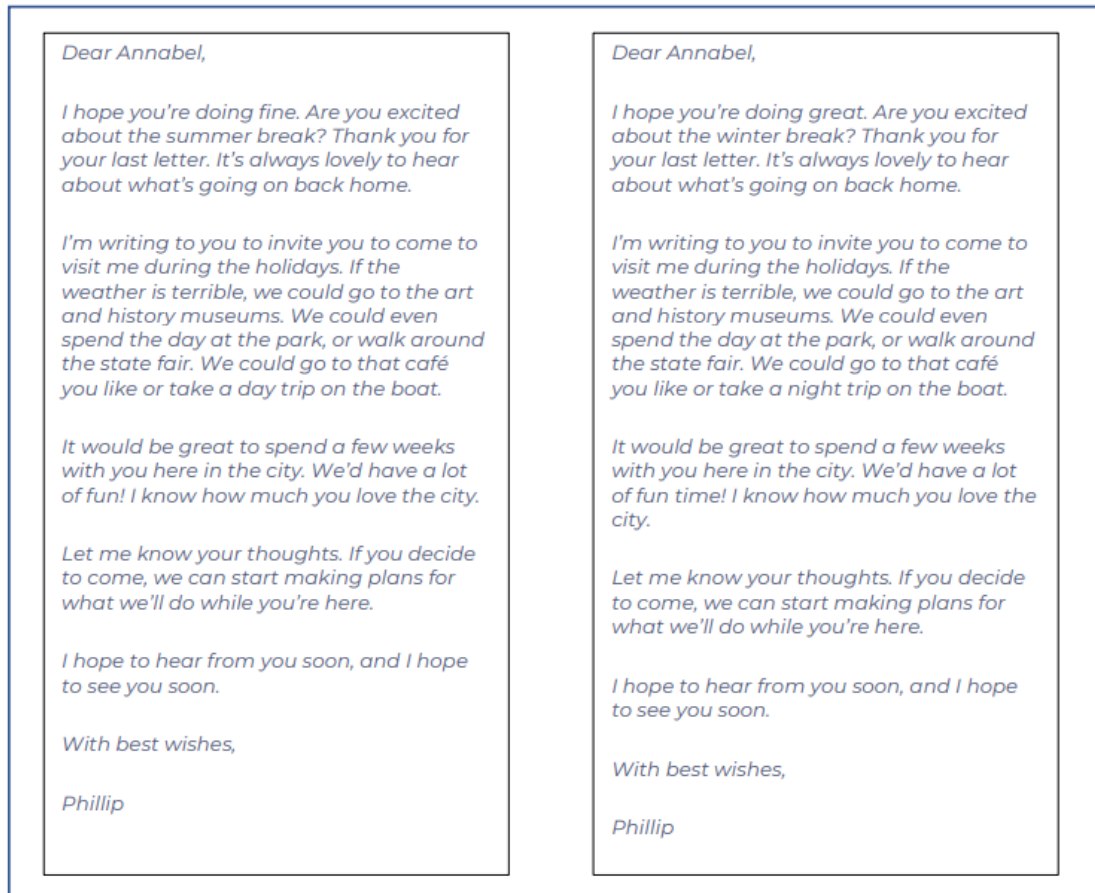 Dear Annabel,
I hope you're doing fine. Are you excited
about the summer break? Thank you for
your last letter. It's always lovely to hear
about what's going on back home.
I'm writing to you to invite you to come to
visit me during the holidays. If the
weather is terrible, we could go to the art
and history museums. We could even
spend the day at the park, or walk around
the state fair. We could go to that café
you like or take a day trip on the boat.
It would be great to spend a few weeks
with you here in the city. We'd have a lot
of fun! I know how much you love the city.
Let me know your thoughts. If you decide
to come, we can start making plans for
what we'll do while you're here.
I hope to hear from you soon, and I hope
to see you soon.
With best wishes,
Phillip
Dear Annabel,
I hope you're doing great. Are you excited
about the winter break? Thank you for
your last letter. It's always lovely to hear
about what's going on back home.
I'm writing to you to invite you to come to
visit me during the holidays. If the
weather is terrible, we could go to the art
and history museums. We could even
spend the day at the park, or walk around
the state fair. We could go to that café
you like or take a night trip on the boat.
It would be great to spend a few weeks
with you here in the city. We'd have a lot
of fun time! I know how much you love the
city.
Let me know your thoughts. If you decide
to come, we can start making plans for
what we'll do while you're here.
I hope to hear from you soon, and I hope
to see you soon.
With best wishes,
Phillip